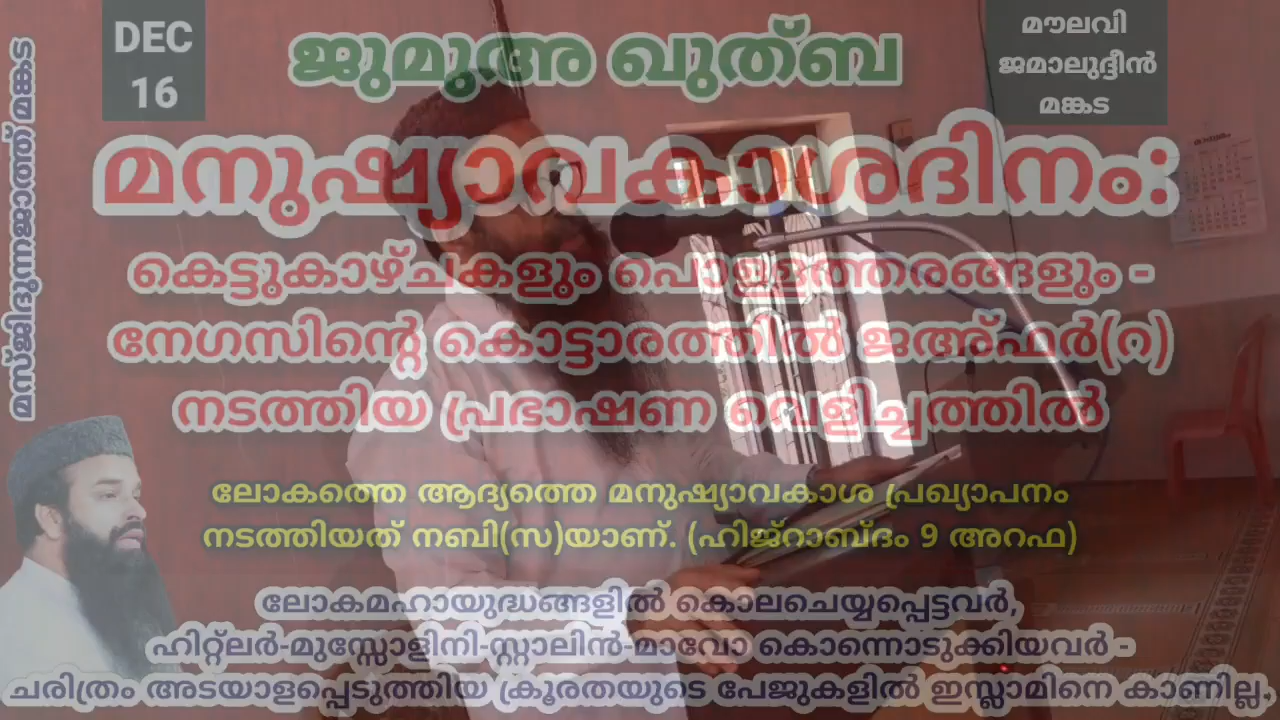 DEC
16
ജുമുഅ ഖുത്ബ
മൗലവി
ജമാലുദ്ദീൻ
മങ്കട
മസ്ജിദുന്നജാത്ത് മങ്കട
മനുഷ്യാവകാശദിനം:
കെട്ടുകാഴ്ചകളും പൊള്ളത്തരങ്ങളും -
നേഗസിന്റെ കൊട്ടാരത്തിൽ ജഅ്ഫർ(റ)
നടത്തിയ പ്രഭാഷണ വെളിച്ചത്തിൽ
ലോകത്തെ ആദ്യത്തെ മനുഷ്യാവകാശ പ്രഖ്യാപനം
നടത്തിയത് നബി(സ)യാണ്. (ഹിജ്റാബ്ദം 9 അറഫ)
ലോകമഹായുദ്ധങ്ങളിൽ കൊലചെയ്യപ്പെട്ടവർ,
ഹിറ്റ്ലർ-മുസ്സോളിനി-സ്റ്റാലിൻ-മാവോ കൊന്നൊടുക്കിയവർ -
ചരിത്രം അടയാളപ്പെടുത്തിയ ക്രൂരതയുടെ പേജുകളിൽ ഇസ്ലാമിനെ കാണില്ല.